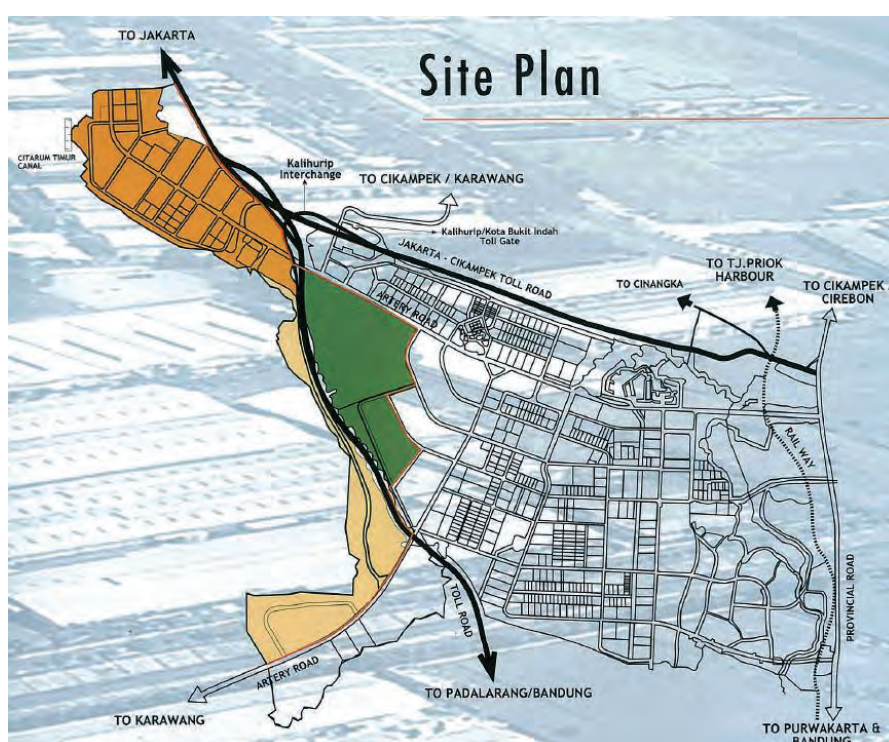 Site Plan
TO JAKARTA
CITARUM TIMUR
CANAL
Kalihurip
Interchange
TO CIKAMPEK / KARAWANG
Kalihurip/Kota Bukit Indah
Toll Gate
JAKARTA - CIKAMPEK TOLL ROAD
TO CINANGKA
TO TJ.PRIOK
HARBOUR
TO CIKAMPEK
CIREBON
ARTERY ROAD
RAIL WAY
PROVINCIAL ROAD
TOLL ROAD
ARTERY ROAD
TO KARAWANG
TO PADALARANG/BANDUNG
TO PURWAKARTA &
BANDUNG